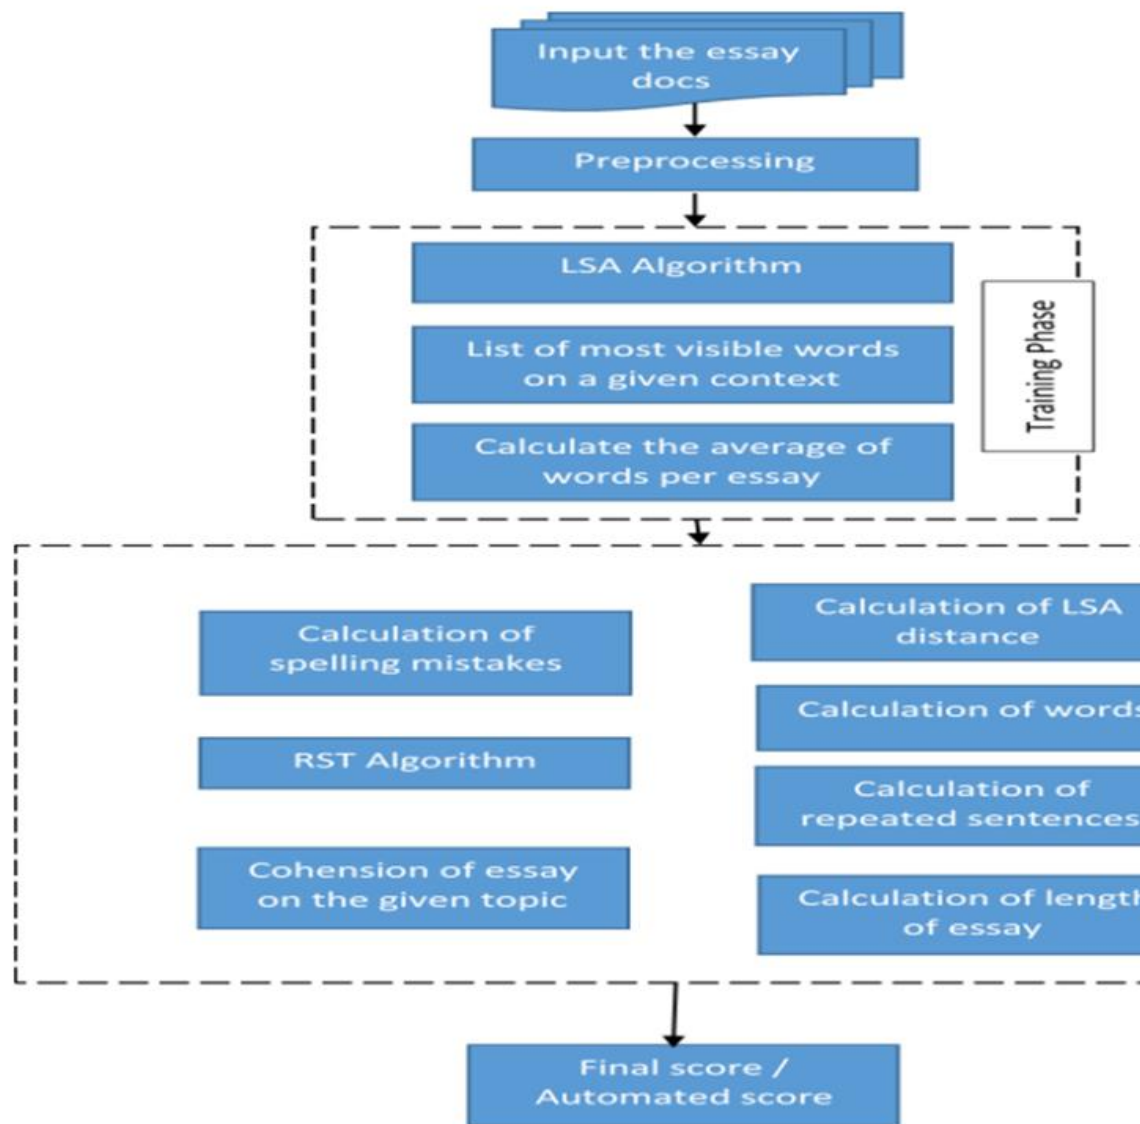 Input the essay
docs
Preprocessing
LSA Algorithm
List of most visible words
on a given context
Calculate the average of
words per essay
Training Phase
Calculation of
spelling mistakes
RST Algorithm
Cohension of essay
on the given topic
Calculation of LSA
distance
Calculation of words
Calculation of
repeated sentences
Calculation of length
of essay
Final score /
Automated score